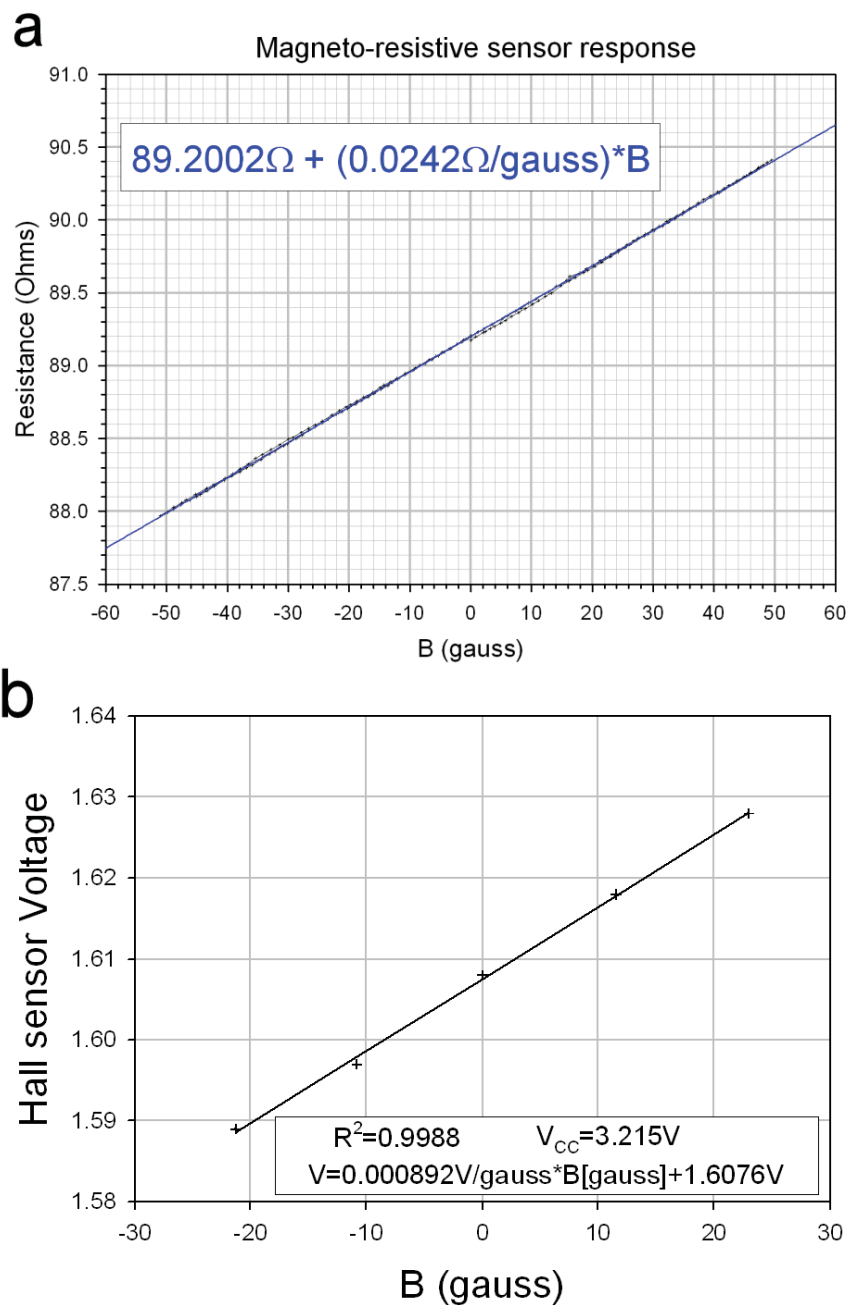 a
Magneto-resistive sensor response
91.0
90.5
90.0
89.5
89.0
88.5
88.0
87.5
89.2002Ω + (0.0242Ω/gauss)*B
Resistance (Ohms)
-60 -50 -40 -30 -20 -10 0 10 20 30 40 50 60
B (gauss)
b
1.64
1.63
1.62
1.61
1.60
1.59
1.58
Hall sensor Voltage
R²=0.9988 V_CC=3.215V
V=0.000892V/gauss*B[gauss]+1.6076V
-30 -20 -10 0 10 20 30
B (gauss)